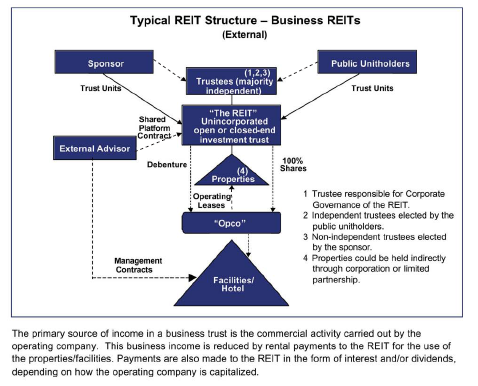 Typical REIT Structure – Business REITs
(External)
Sponsor
(1,2,3)
Trustees (majority
independent)
Public Unitholders
Trust Units
Trust Units
Shared
Platform
Contract
"The REIT"
Unincorporated
open or closed-end
investment trust
External Advisor
Debenture
100%
Shares
(4)
Properties
Operating
Leases
"Opco"
Management
Contracts
Facilities/
Hotel
1 Trustee responsible for Corporate
Governance of the REIT.
2 Independent trustees elected by the
public unitholders.
3 Non-independent trustees elected
by the sponsor.
4 Properties could be held indirectly
through corporation or limited
partnership.
The primary source of income in a business trust is the commercial activity carried out by the
operating company. This business income is reduced by rental payments to the REIT for the use of
the properties/facilities. Payments are also made to the REIT in the form of interest and/or dividends,
depending on how the operating company is capitalized.